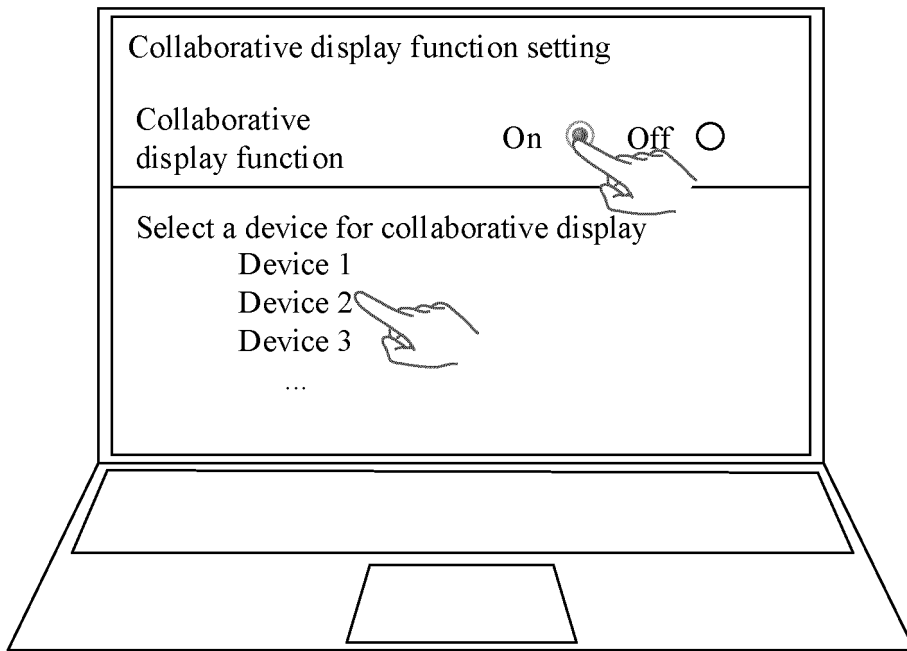 Collaborative display function setting
Collaborative
display function
On Off
Select a device for collaborative display
Device 1
Device 2
Device 3
...